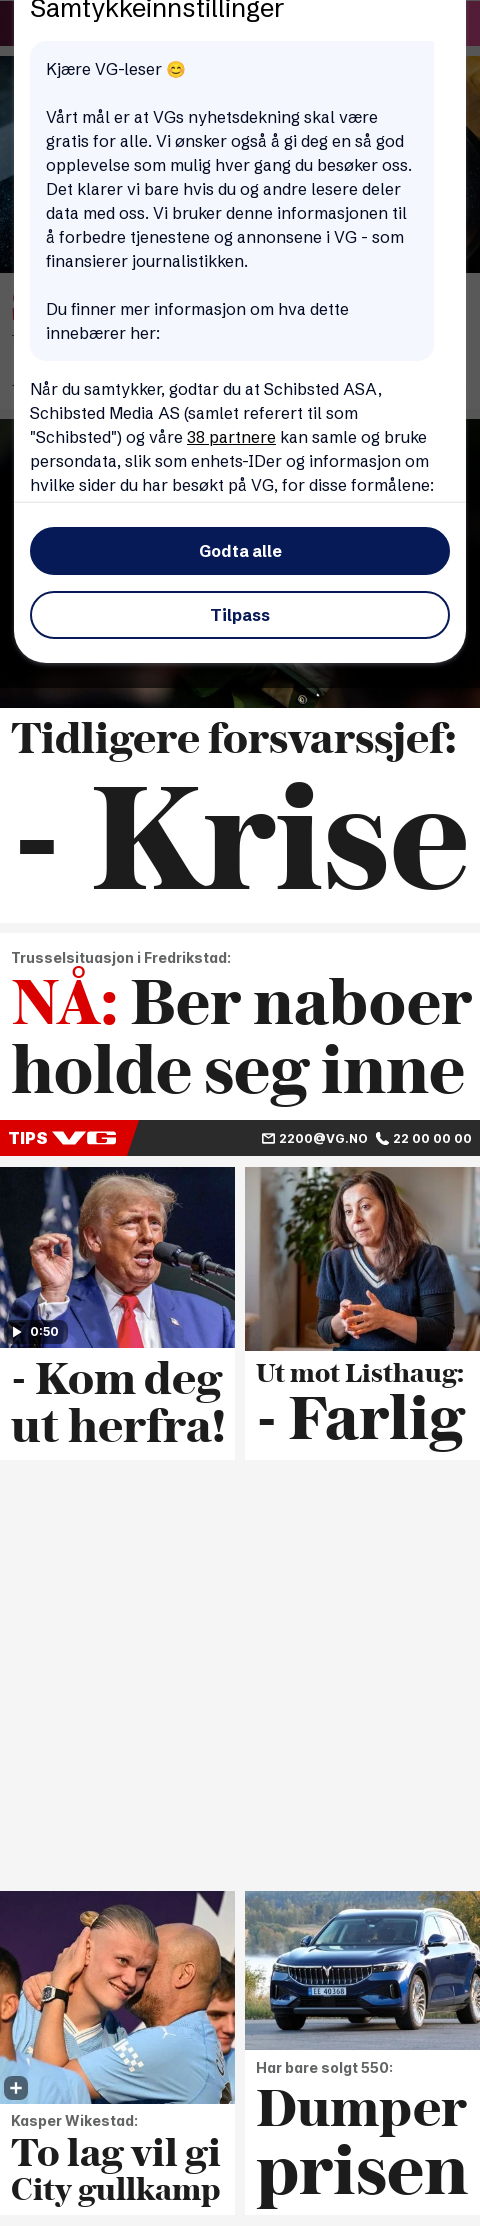 Samtykkeinnstillinger
Kjære VG-leser 😊
Vårt mål er at VGs nyhetsdekning skal være
gratis for alle. Vi ønsker også å gi deg en så god
opplevelse som mulig hver gang du besøker oss.
Det klarer vi bare hvis du og andre lesere deler
data med oss. Vi bruker denne informasjonen til
å forbedre tjenestene og annonsene i VG - som
finansierer journalistikken.
Du finner mer informasjon om hva dette
innebærer her:
Når du samtykker, godtar du at Schibsted ASA,
Schibsted Media AS (samlet referert til som
"Schibsted") og våre 38 partnere kan samle og bruke
persondata, slik som enhets-IDer og informasjon om
hvilke sider du har besøkt på VG, for disse formålene:
Godta alle
Tilpass
Tidligere forsvarssjef:
- Krise
Trusselsituasjon i Fredrikstad:
NÅ: Ber naboer
holde seg inne
TIPS VG 2200@VG.NO 22 00 00 00
0:50
- Kom deg
ut herfra!
Ut mot Listhaug:
- Farlig
EE 40368
Kasper Wikestad:
To lag vil gi
City gullkamp
Har bare solgt 550:
Dumper
prisen